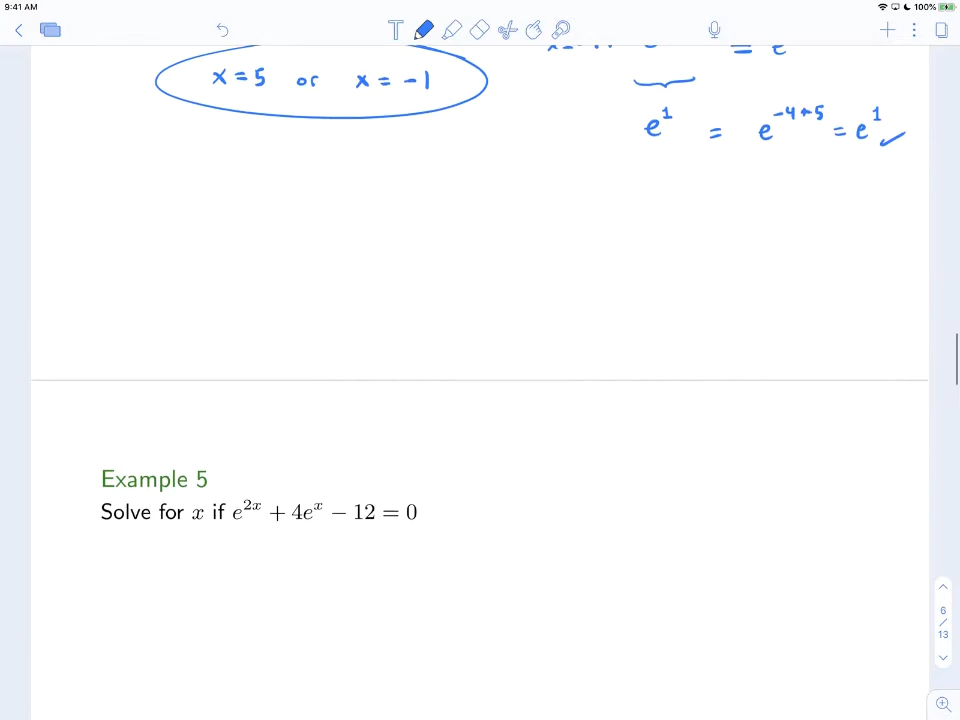 9:41 AM 100%
T
x = 5 or x = -1
e^1 = e^{-4+5} = e^1 ✓
Example 5
Solve for x if e^{2x} + 4e^x − 12 = 0
6
/
13